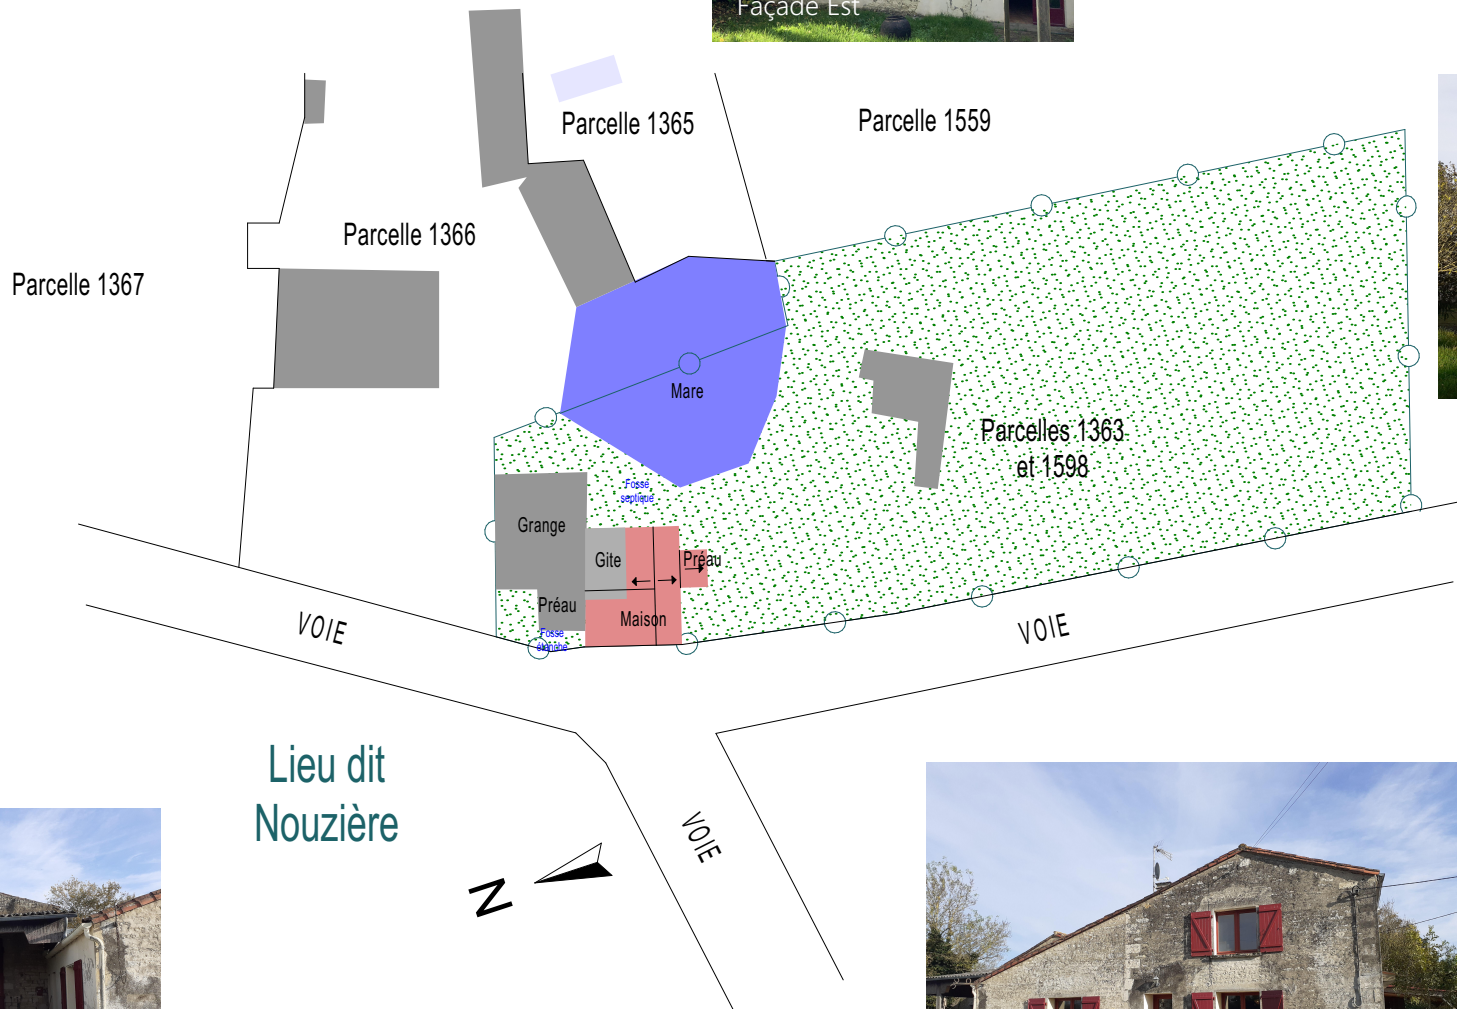 Façade Est
Parcelle 1365
Parcelle 1559
Parcelle 1366
Parcelle 1367
Mare
Parcelles 1363
et 1598
Fosse
septique
Grange
Gite
Préau
Préau
Maison
Fosse
étanche
VOIE
VOIE
Lieu dit
Nouzière
VOIE
N